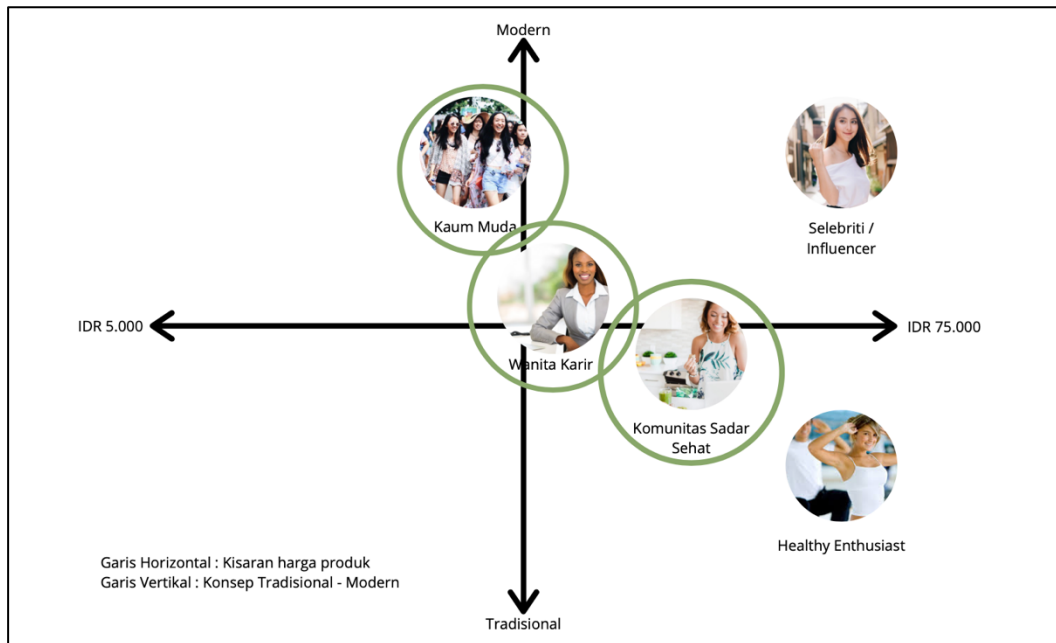 Modern
Kaum Muda
Selebriti /
Influencer
IDR 5.000
IDR 75.000
Wanita Karir
Komunitas Sadar
Sehat
Healthy Enthusiast
Garis Horizontal : Kisaran harga produk
Garis Vertikal : Konsep Tradisional - Modern
Tradisional